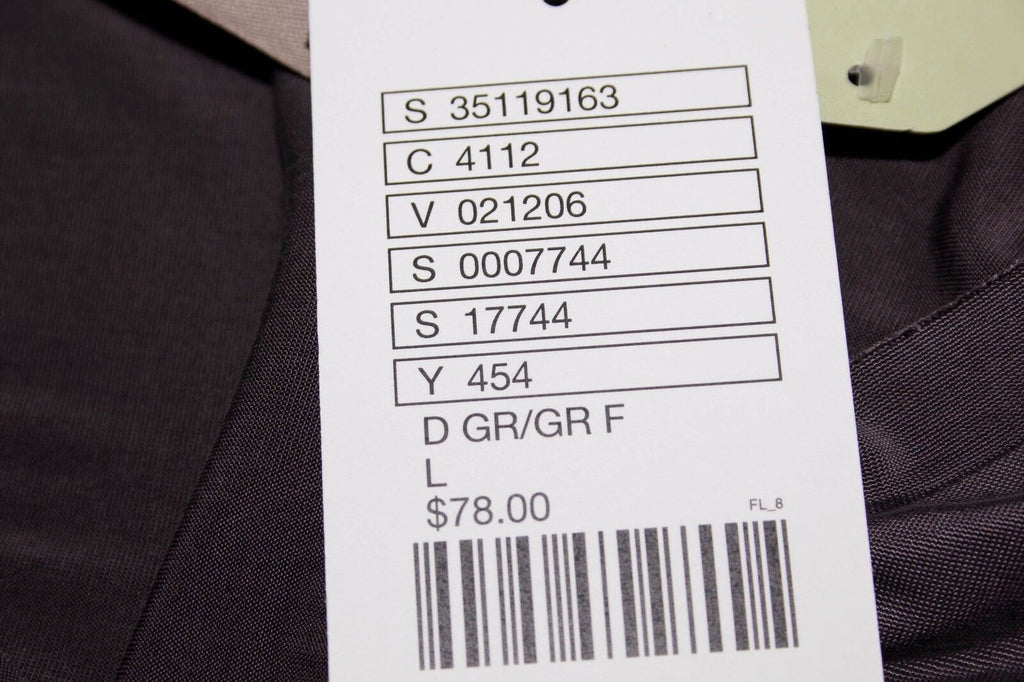 S 35119163
C 4112
V 021206
S 0007744
S 17744
Y 454
D GR/GR F
L
$78.00
FL_8